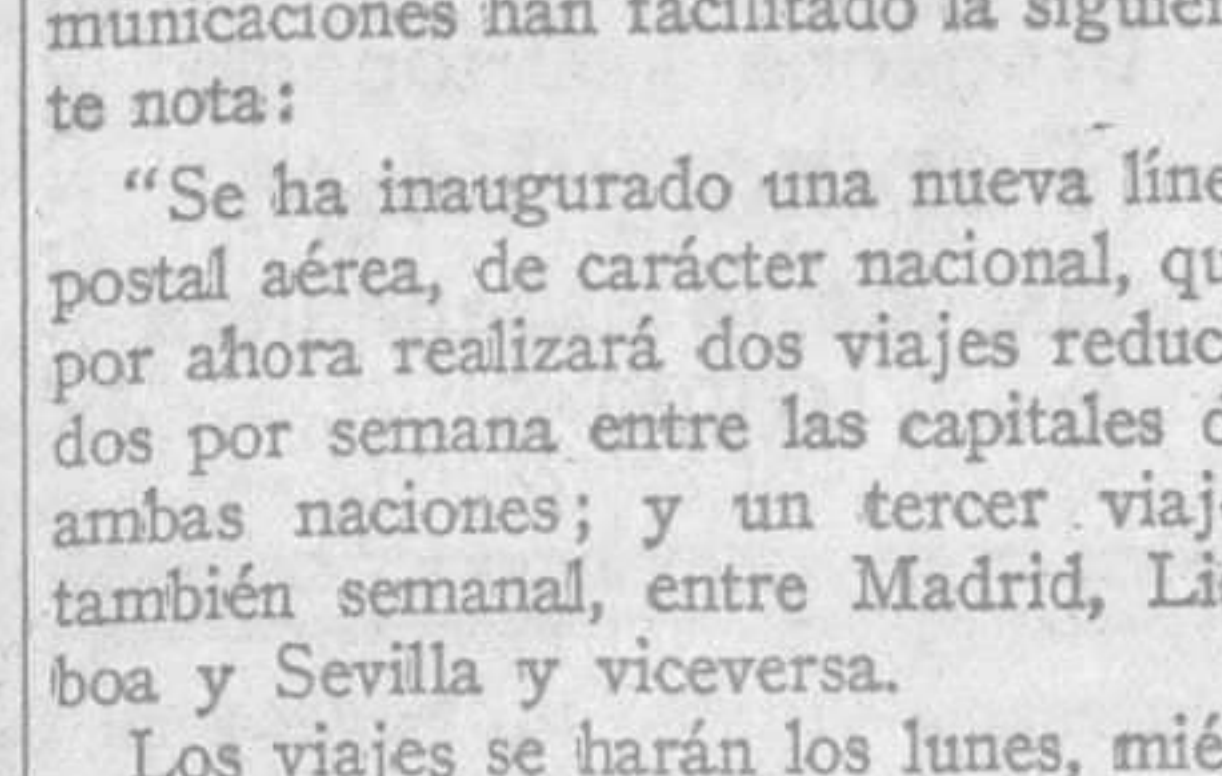 municaciones han facilitado la siguien
te nota:
"Se ha inaugurado una nueva líne
postal aérea, de carácter nacional, qu
por ahora realizará dos viajes reduc
dos por semana entre las capitales d
ambas naciones; y un tercer viaj
también semanal, entre Madrid, Li
boa y Sevilla y viceversa.
Los viajes se harán los lunes, mié